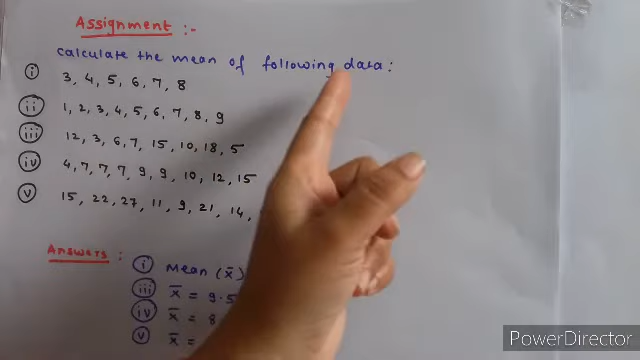 Assignment :-
Calculate the mean of following data :
(i) 3, 4, 5, 6, 7, 8
(ii) 1, 2, 3, 4, 5, 6, 7, 8, 9
(iii) 12, 3, 6, 7, 15, 10, 18, 5
(iv) 4, 7, 7, 7, 9, 9, 10, 12, 15
(v) 15, 22, 27, 11, 9, 21, 14,
Answers : (i) Mean (x̄)
(iii) x̄ = 9.5
(iv) x̄ = 8
(v) x̄ =
PowerDirector